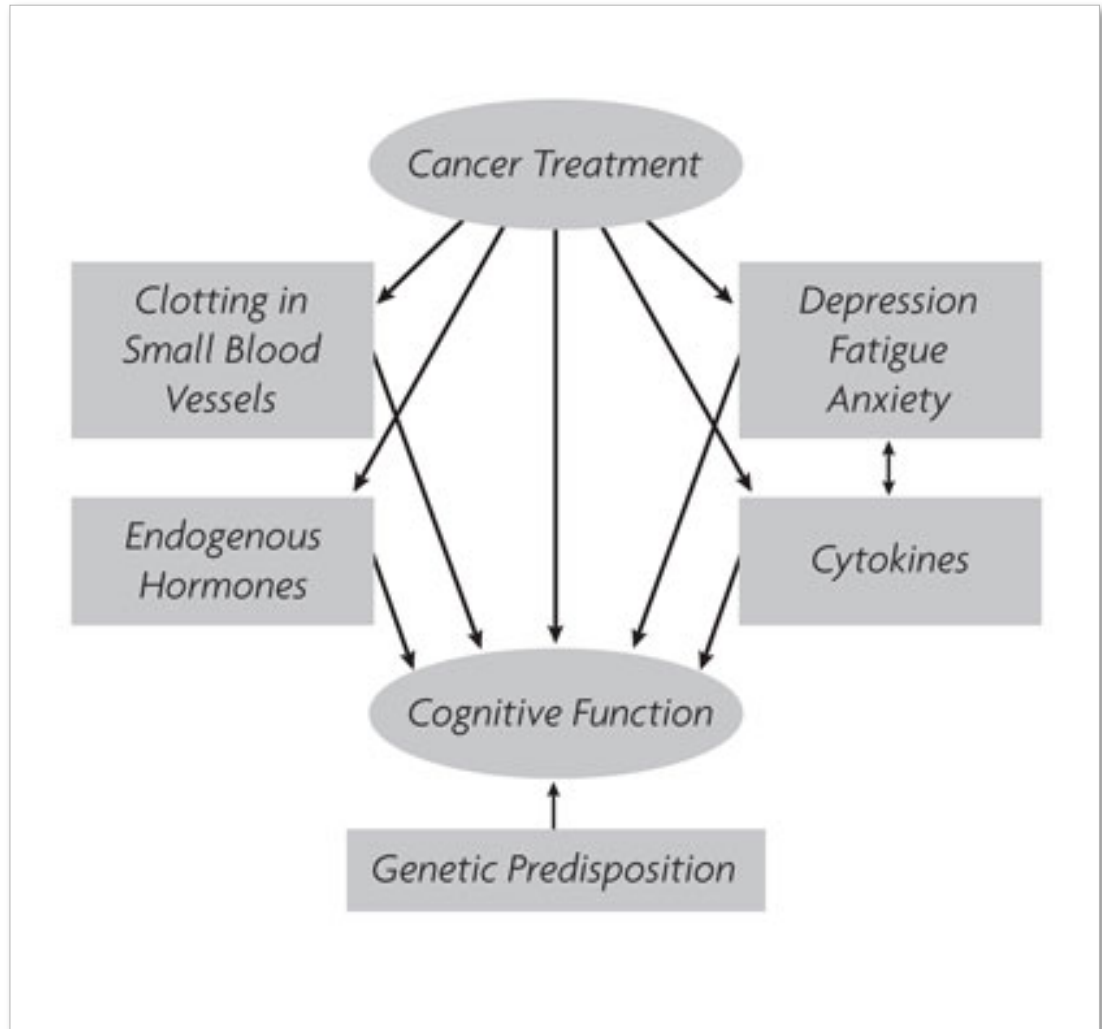 Cancer Treatment
Clotting in
Small Blood
Vessels
Depression
Fatigue
Anxiety
Endogenous
Hormones
Cytokines
Cognitive Function
Genetic Predisposition